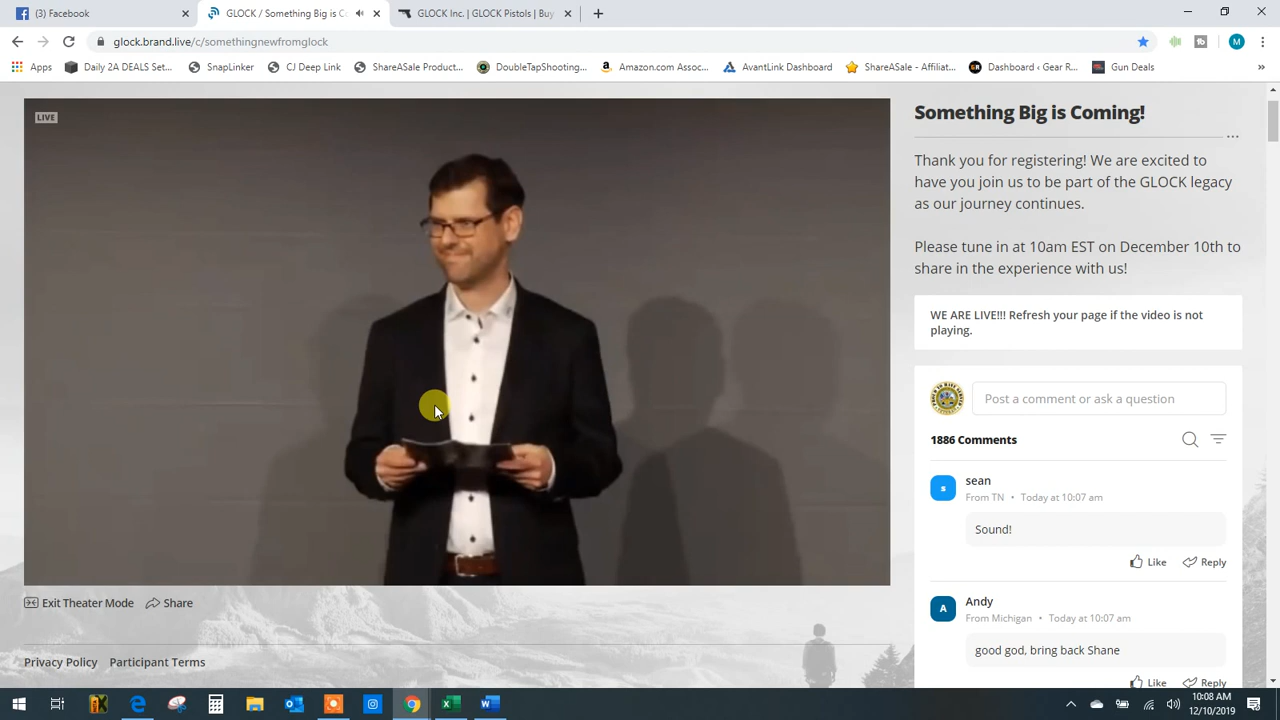 (3) Facebook
GLOCK / Something Big is C
GLOCK Inc. | GLOCK Pistols | Buy
glock.brand.live/c/somethingnewfromglock
M
Apps
Daily 2A DEALS Set...
SnapLinker
CJ Deep Link
ShareASale Produc...
DoubleTapShooting...
Amazon.com Assoc...
AvantLink Dashboard
ShareASale - Affiliat...
Dashboard ‹ Gear R...
Gun Deals
»
LIVE
Something Big is Coming!
Thank you for registering! We are excited to
have you join us to be part of the GLOCK legacy
as our journey continues.
Please tune in at 10am EST on December 10th to
share in the experience with us!
WE ARE LIVE!!! Refresh your page if the video is not
playing.
Post a comment or ask a question
1886 Comments
s
sean
From TN • Today at 10:07 am
Sound!
Like Reply
A
Andy
From Michigan • Today at 10:07 am
good god, bring back Shane
Like Reply
Exit Theater Mode Share
Privacy Policy Participant Terms
10:08 AM
12/10/2019